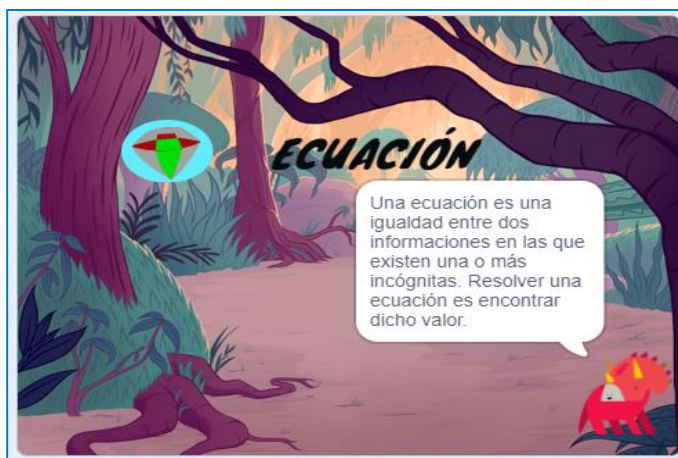 ECUACIÓN
Una ecuación es una
igualdad entre dos
informaciones en las que
existen una o más
incógnitas. Resolver una
ecuación es encontrar
dicho valor.